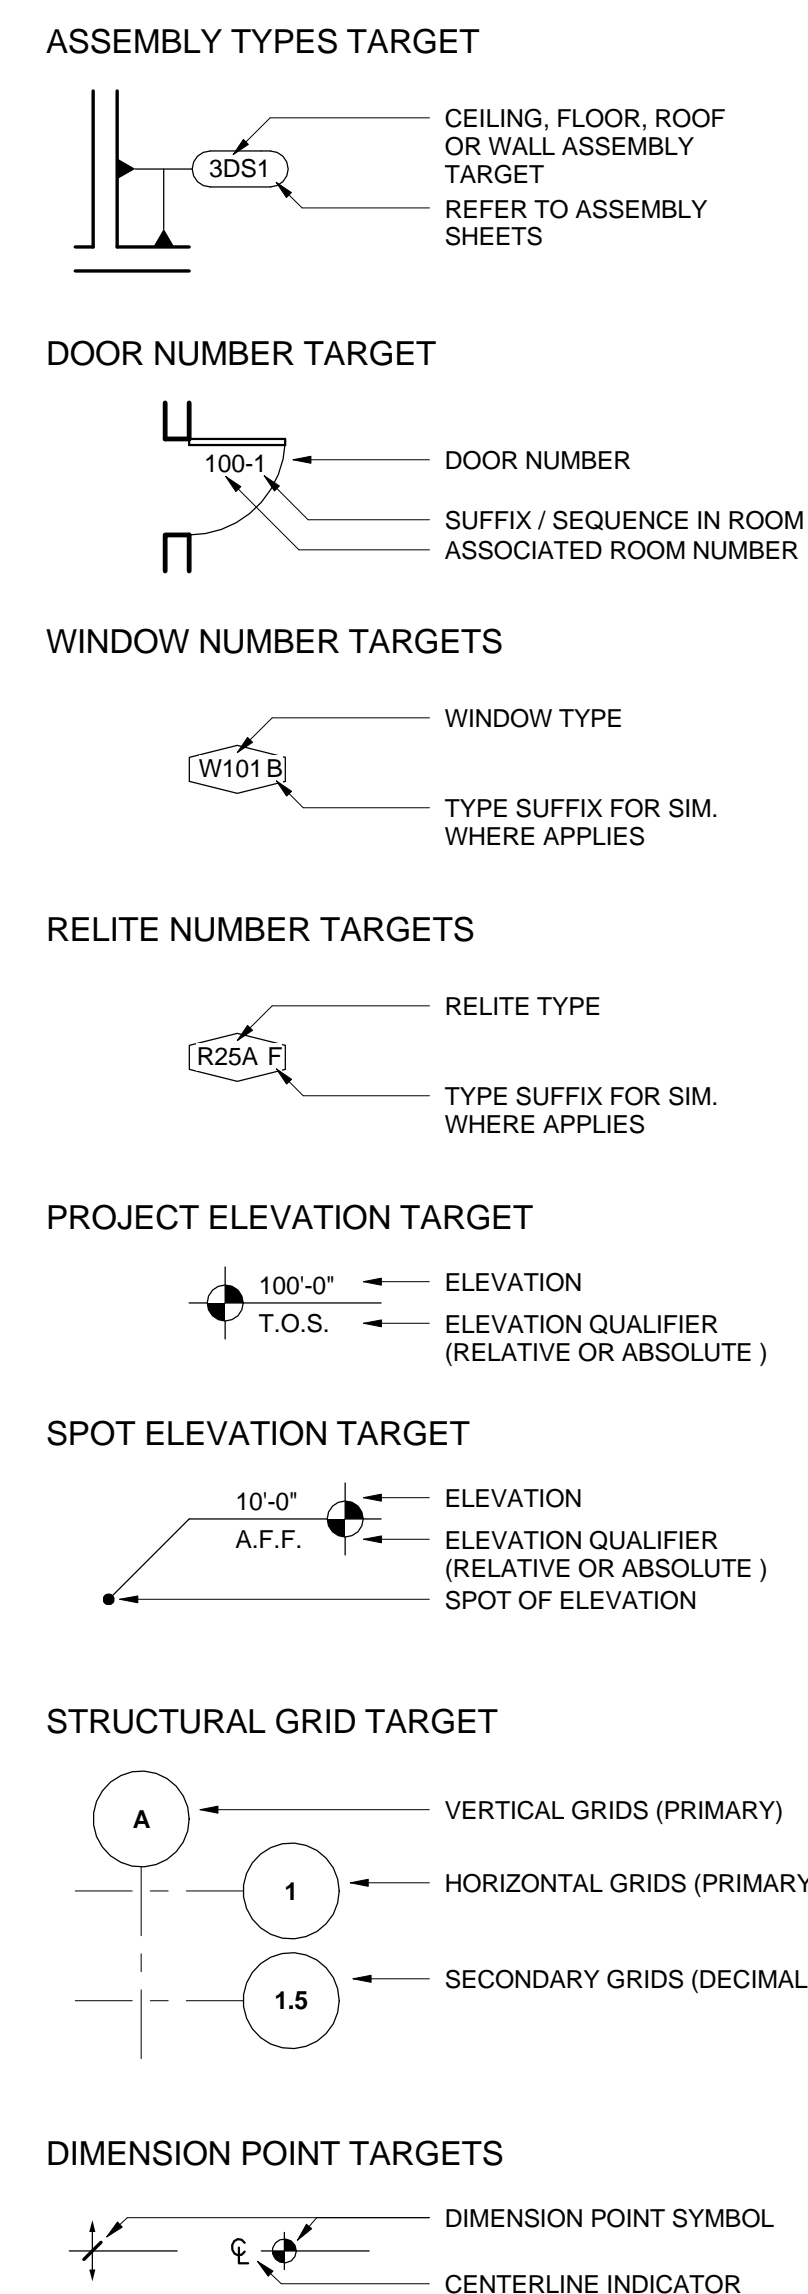 ASSEMBLY TYPES TARGET
3DS1
CEILING, FLOOR, ROOF
OR WALL ASSEMBLY
TARGET
REFER TO ASSEMBLY
SHEETS
DOOR NUMBER TARGET
100-1
DOOR NUMBER
SUFFIX / SEQUENCE IN ROOM
ASSOCIATED ROOM NUMBER
WINDOW NUMBER TARGETS
WINDOW TYPE
W101 B
TYPE SUFFIX FOR SIM.
WHERE APPLIES
RELITE NUMBER TARGETS
RELITE TYPE
R25A F
TYPE SUFFIX FOR SIM.
WHERE APPLIES
PROJECT ELEVATION TARGET
100'-0"
ELEVATION
T.O.S.
ELEVATION QUALIFIER
(RELATIVE OR ABSOLUTE )
SPOT ELEVATION TARGET
10'-0"
ELEVATION
A.F.F.
ELEVATION QUALIFIER
(RELATIVE OR ABSOLUTE )
SPOT OF ELEVATION
STRUCTURAL GRID TARGET
A
VERTICAL GRIDS (PRIMARY)
1
HORIZONTAL GRIDS (PRIMARY
1.5
SECONDARY GRIDS (DECIMAL
DIMENSION POINT TARGETS
DIMENSION POINT SYMBOL
℄
CENTERLINE INDICATOR